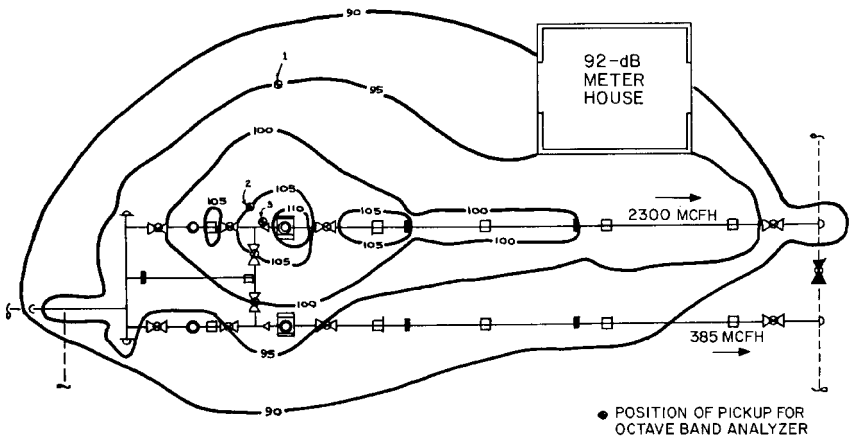 90
1
95
92-dB
METER
HOUSE
100
105
2
105
3
110
105
100
2300 MCFH
105
100
105
100
95
385 MCFH
90
POSITION OF PICKUP FOR
OCTAVE BAND ANALYZER